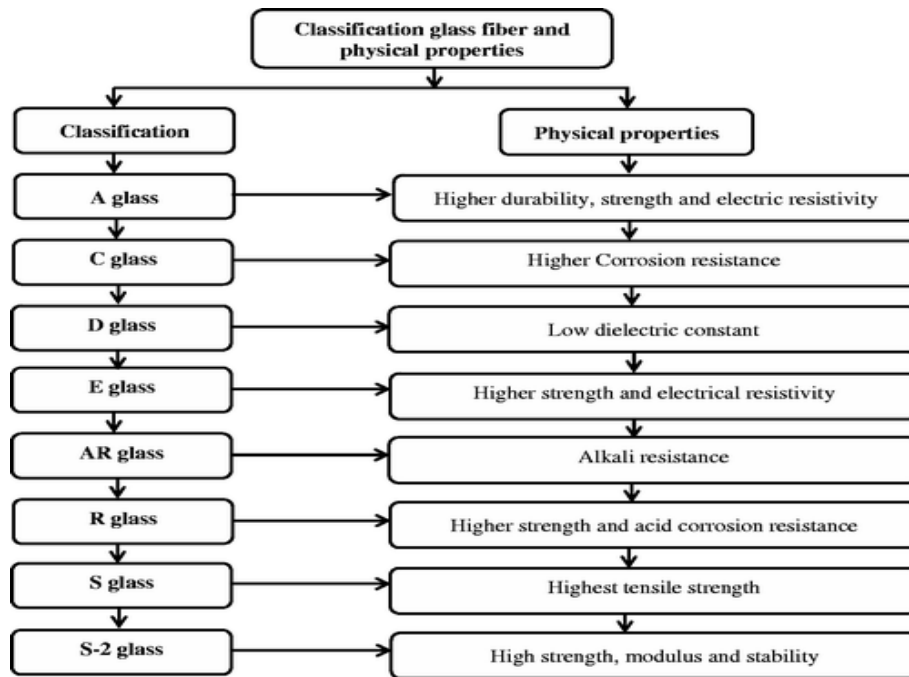 Classification glass fiber and
physical properties
Classification
Physical properties
A glass
Higher durability, strength and electric resistivity
C glass
Higher Corrosion resistance
D glass
Low dielectric constant
E glass
Higher strength and electrical resistivity
AR glass
Alkali resistance
R glass
Higher strength and acid corrosion resistance
S glass
Highest tensile strength
S-2 glass
High strength, modulus and stability